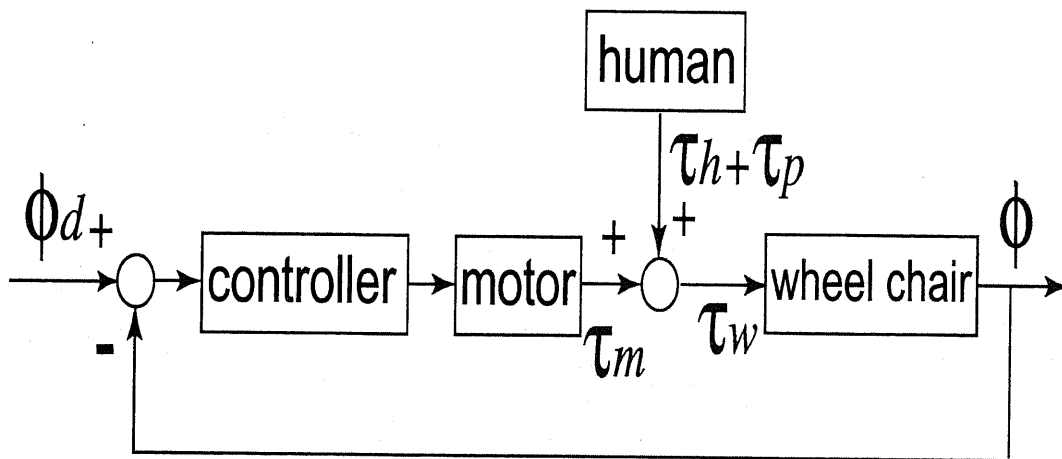 human
τh+τp
ϕd +
+
+
ϕ
controller
motor
wheel chair
-
τm
τw